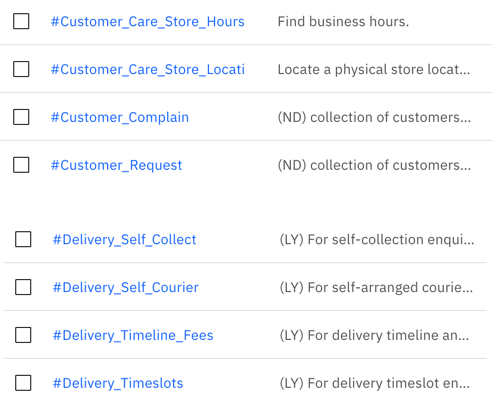 #Customer_Care_Store_Hours Find business hours.
#Customer_Care_Store_Locati Locate a physical store locat...
#Customer_Complain (ND) collection of customers...
#Customer_Request (ND) collection of customers...
#Delivery_Self_Collect (LY) For self-collection enqui...
#Delivery_Self_Courier (LY) For self-arranged courie...
#Delivery_Timeline_Fees (LY) For delivery timeline an...
#Delivery_Timeslots (LY) For delivery timeslot en...